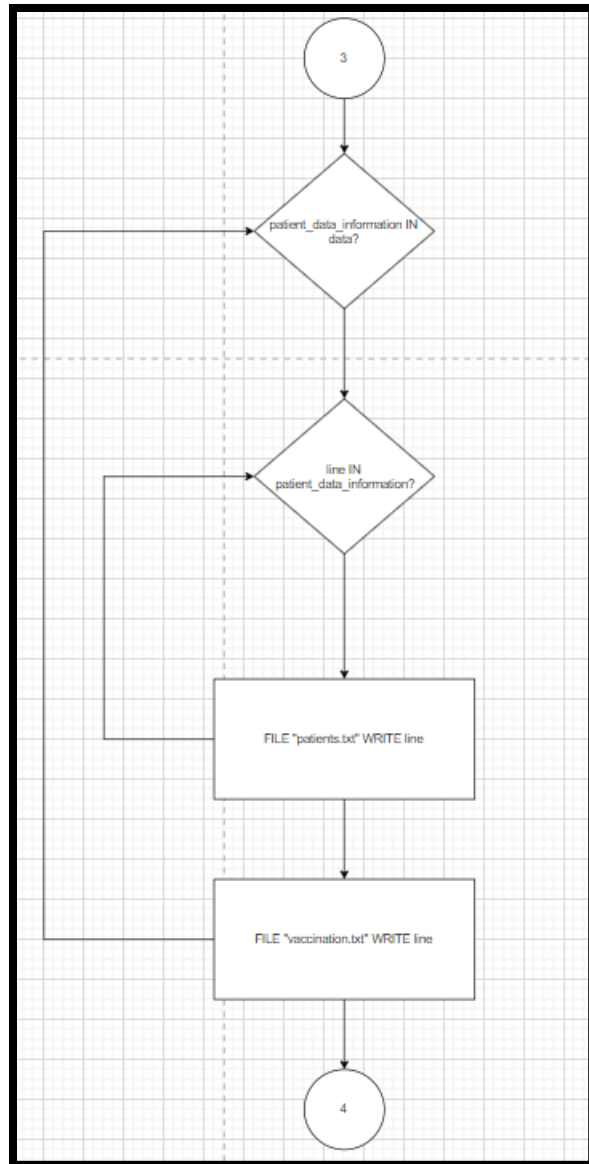 3
patient_data_information IN
data?
line IN
patient_data_information?
FILE "patients.txt" WRITE line
FILE "vaccination.txt" WRITE line
4